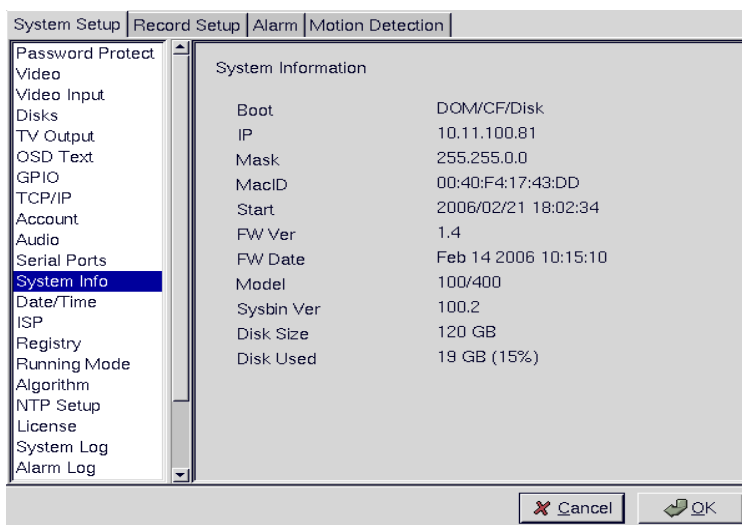 System Setup Record Setup Alarm Motion Detection
Password Protect
Video
Video Input
Disks
TV Output
OSD Text
GPIO
TCP/IP
Account
Audio
Serial Ports
System Info
Date/Time
ISP
Registry
Running Mode
Algorithm
NTP Setup
License
System Log
Alarm Log
System Information
Boot DOM/CF/Disk
IP 10.11.100.81
Mask 255.255.0.0
MacID 00:40:F4:17:43:DD
Start 2006/02/21 18:02:34
FW Ver 1.4
FW Date Feb 14 2006 10:15:10
Model 100/400
Sysbin Ver 100.2
Disk Size 120 GB
Disk Used 19 GB (15%)
Cancel OK